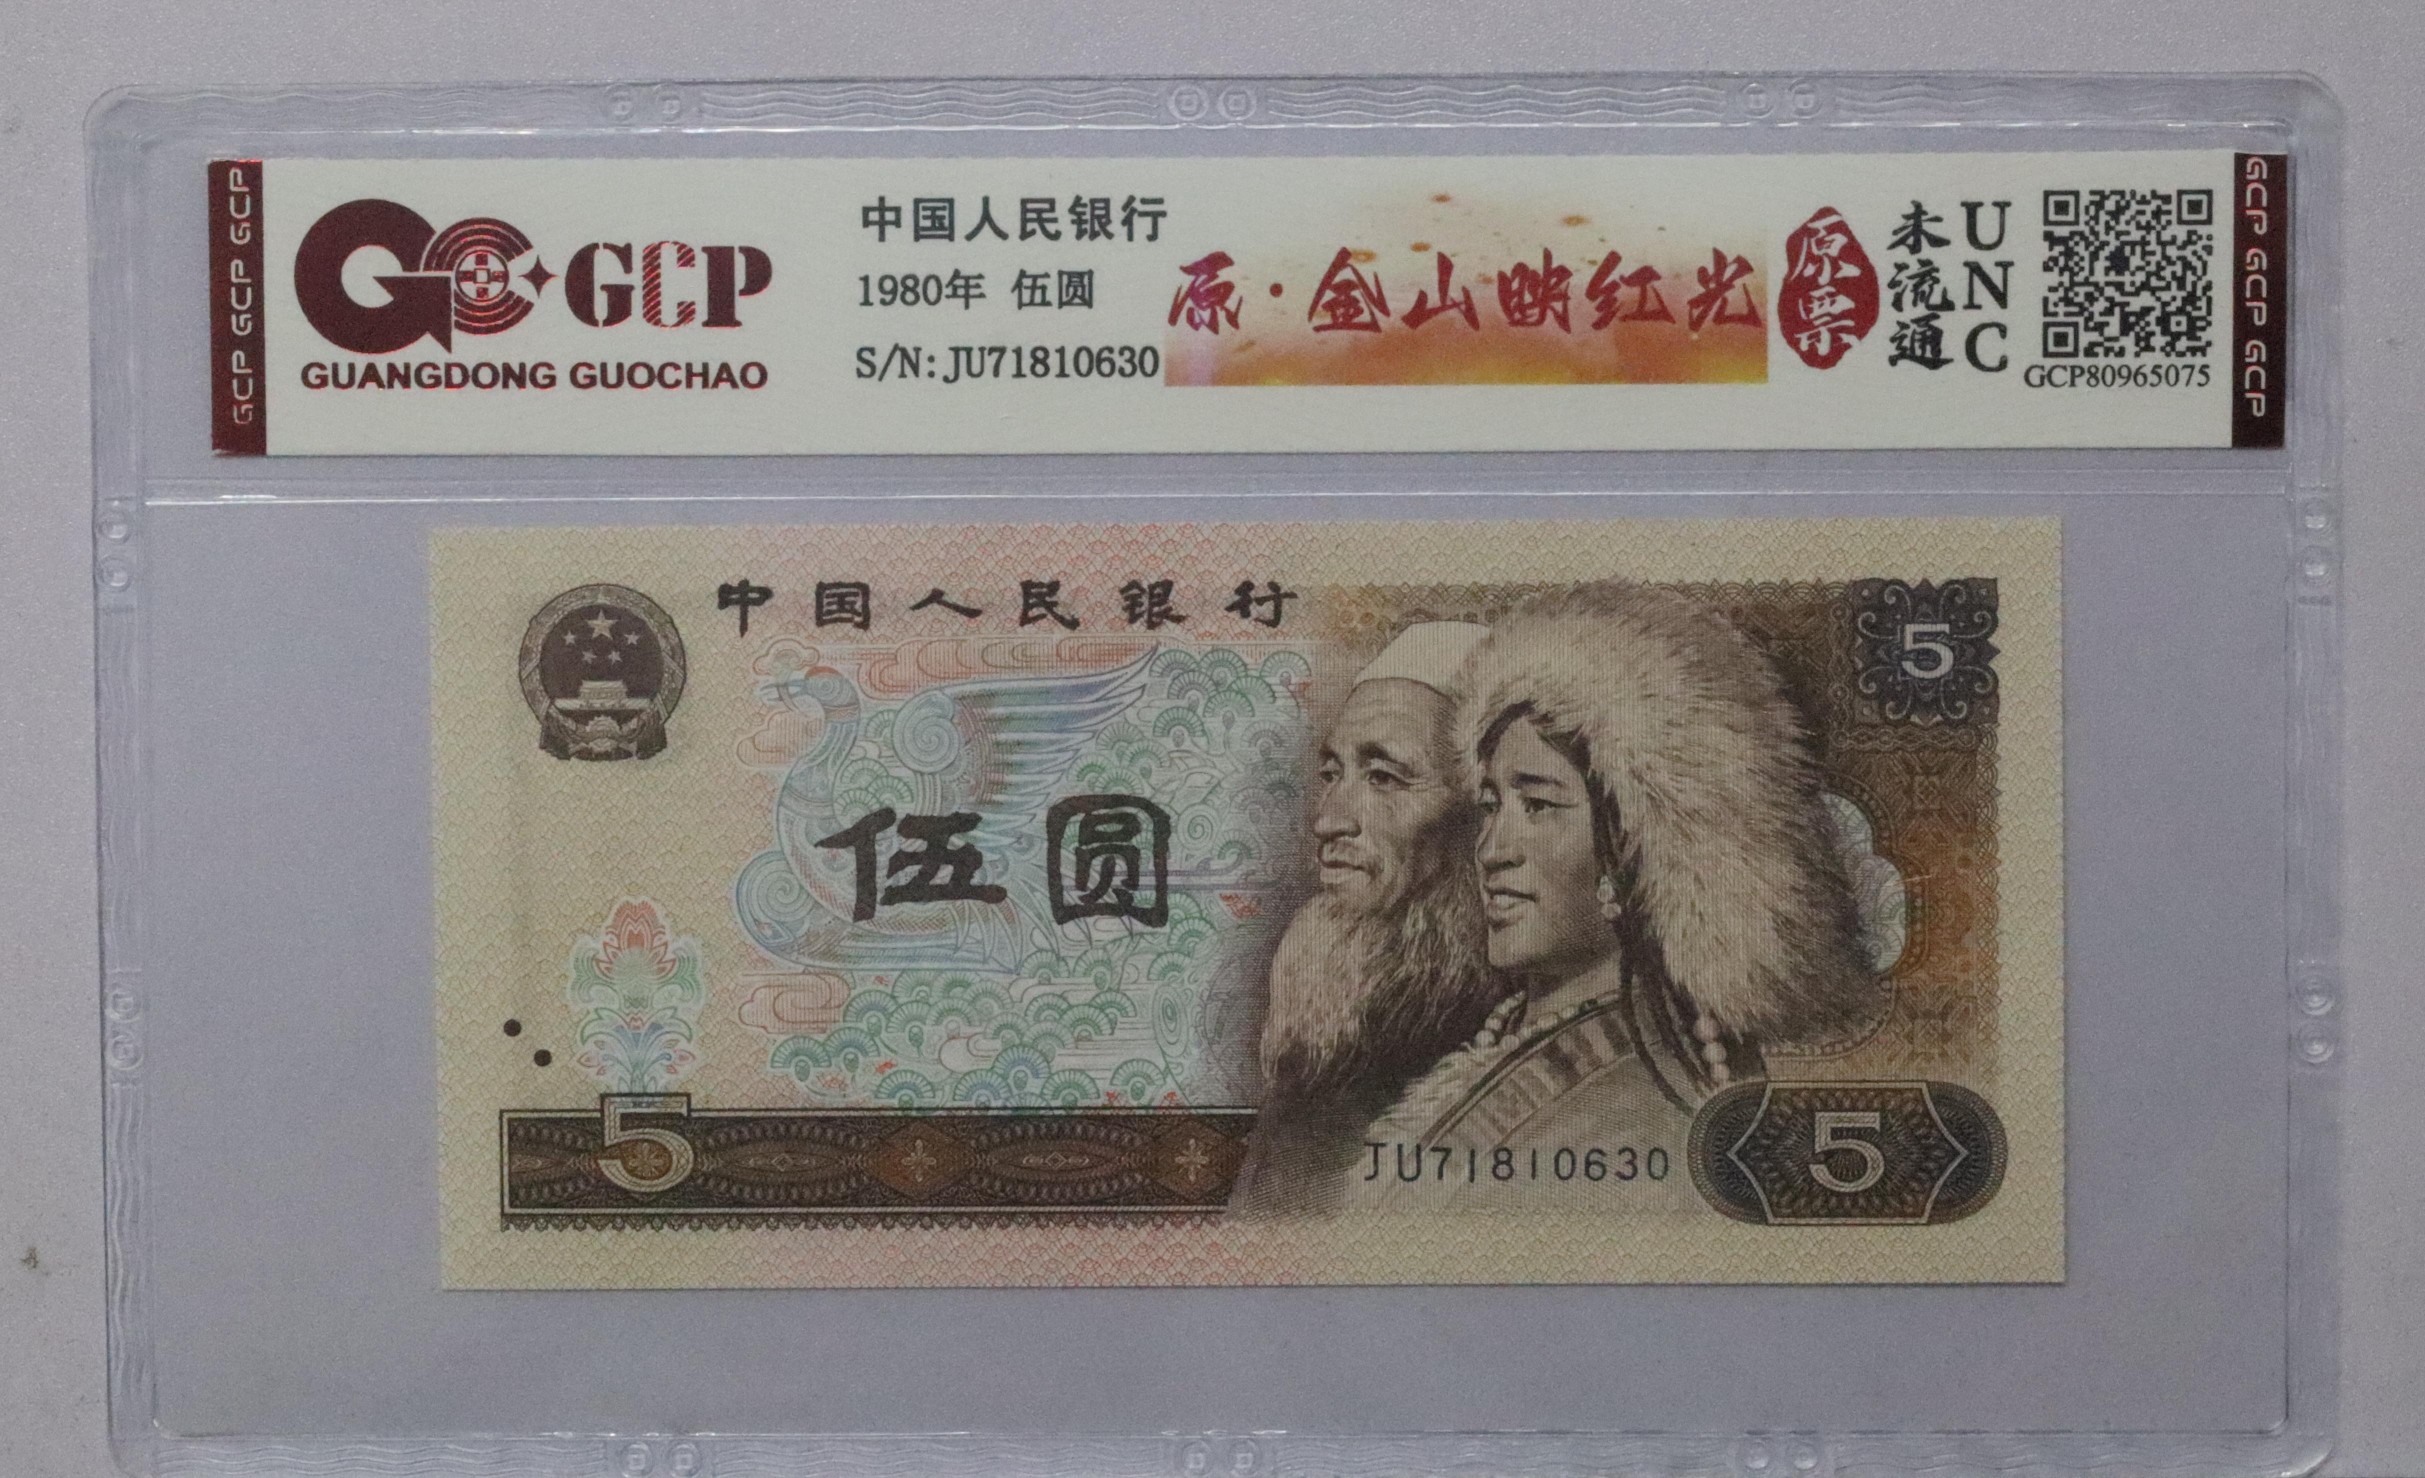 GCP GCP GCP
GCP
GUANGDONG GUOCHAO
中国人民银行
1980年 伍圆
S/N: JU71810630
原·金山映红光
原票
未流通
UNC
GCP80965075
GCP GCP GCP
中国人民银行
5
伍圆
5
JU71810630
5